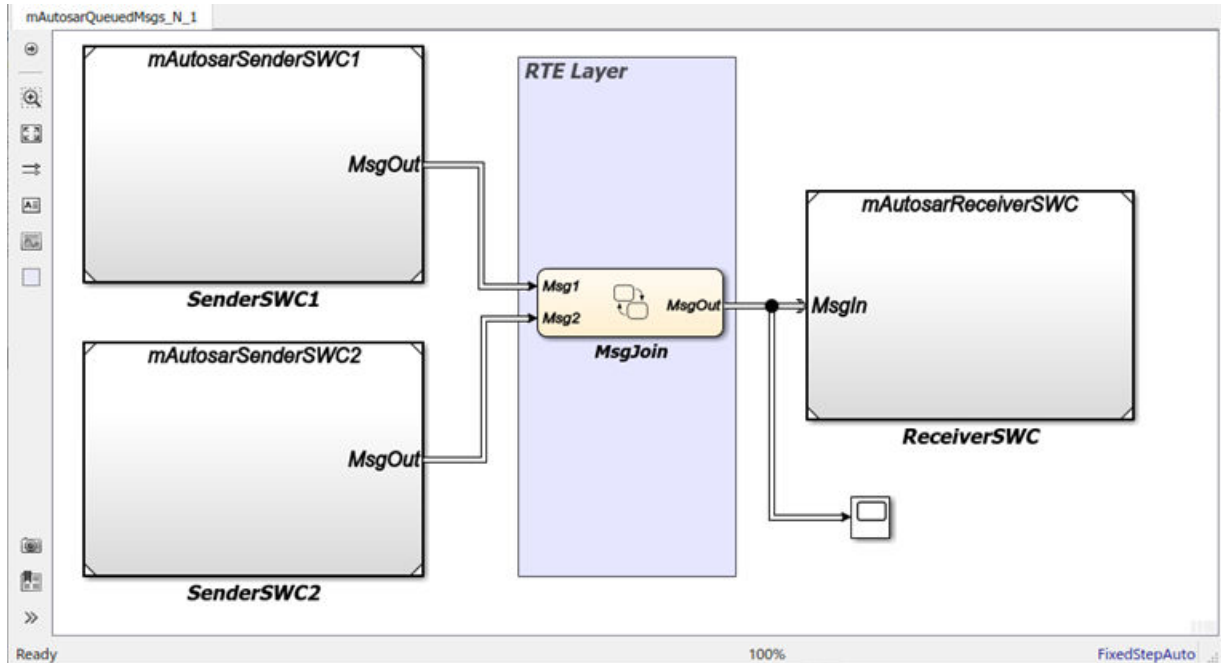 mAutosarQueuedMsgs_N_1
mAutosarSenderSWC1
MsgOut
SenderSWC1
mAutosarSenderSWC2
MsgOut
SenderSWC2
RTE Layer
Msg1
Msg2
MsgOut
MsgJoin
mAutosarReceiverSWC
MsgIn
ReceiverSWC
Ready
100%
FixedStepAuto